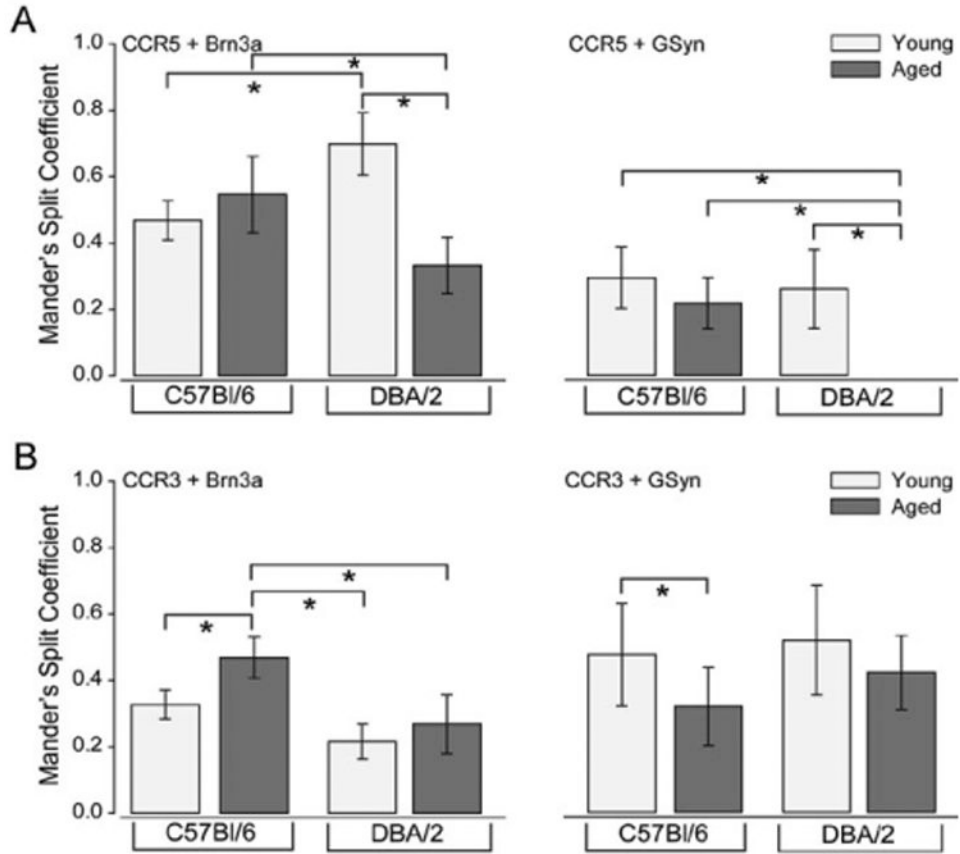 A
CCR5 + Brn3a
CCR5 + GSyn
Young
Aged
Mander's Split Coefficient
1.0
0.8
0.6
0.4
0.2
0.0
*
*
*
*
*
*
C57Bl/6
DBA/2
C57Bl/6
DBA/2
B
CCR3 + Brn3a
CCR3 + GSyn
Young
Aged
Mander's Split Coefficient
1.0
0.8
0.6
0.4
0.2
0.0
*
*
*
*
C57Bl/6
DBA/2
C57Bl/6
DBA/2